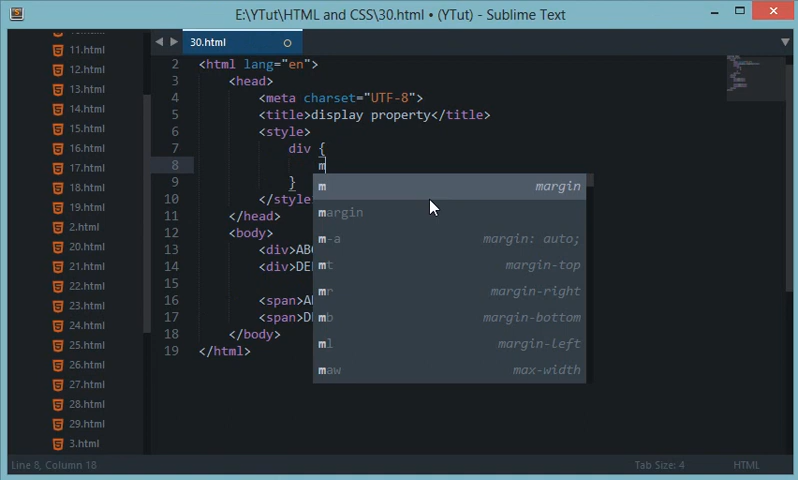 E:\YTut\HTML and CSS\30.html • (YTut) - Sublime Text
11.html
12.html
13.html
14.html
15.html
16.html
17.html
18.html
19.html
2.html
20.html
21.html
22.html
23.html
24.html
25.html
26.html
27.html
28.html
29.html
3.html
30.html
2 <html lang="en">
3 <head>
4 <meta charset="UTF-8">
5 <title>display property</title>
6 <style>
7 div {
8 m
9 }
10 </style
11 </head>
12 <body>
13 <div>AB
14 <div>DE
15
16 <span>A
17 <span>D
18 </body>
19 </html>
m margin
margin
m-a margin: auto;
mt margin-top
mr margin-right
mb margin-bottom
ml margin-left
maw max-width
Line 8, Column 18
Tab Size: 4
HTML